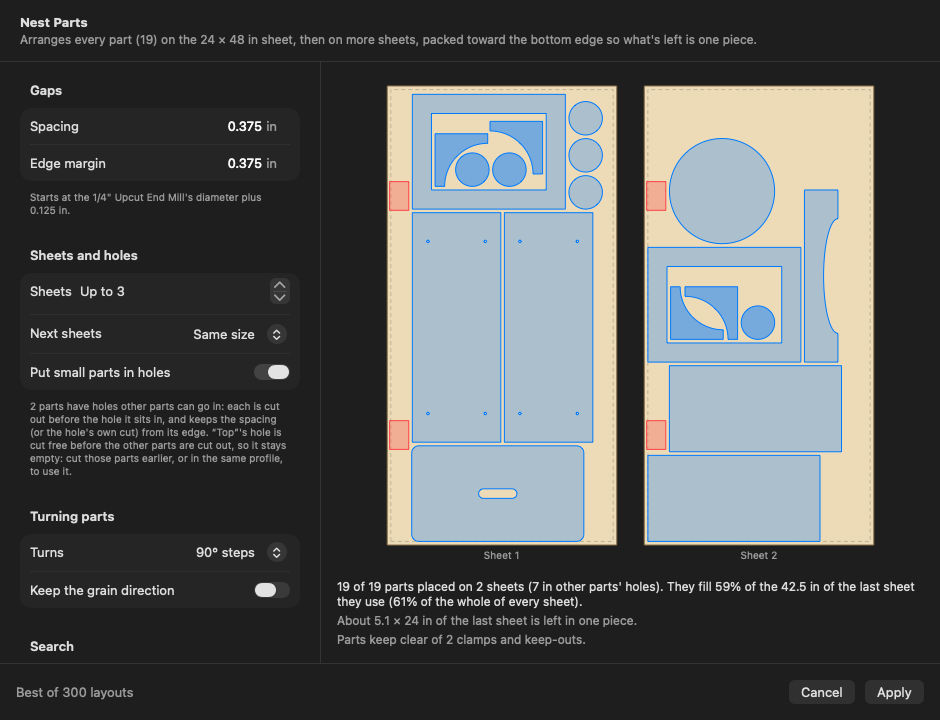 Nest Parts
Arranges every part (19) on the 24 × 48 in sheet, then on more sheets, packed toward the bottom edge so what's left is one piece.
Gaps
Spacing 0.375 in
Edge margin 0.375 in
Starts at the 1/4" Upcut End Mill's diameter plus
0.125 in.
Sheets and holes
Sheets Up to 3
Next sheets Same size
Put small parts in holes
2 parts have holes other parts can go in: each is cut
out before the hole it sits in, and keeps the spacing
(or the hole's own cut) from its edge. "Top"'s hole is
cut free before the other parts are cut out, so it stays
empty: cut those parts earlier, or in the same profile,
to use it.
Turning parts
Turns 90° steps
Keep the grain direction
Search
Sheet 1
Sheet 2
19 of 19 parts placed on 2 sheets (7 in other parts' holes). They fill 59% of the 42.5 in of the last sheet
they use (61% of the whole of every sheet).
About 5.1 × 24 in of the last sheet is left in one piece.
Parts keep clear of 2 clamps and keep-outs.
Best of 300 layouts
Cancel
Apply